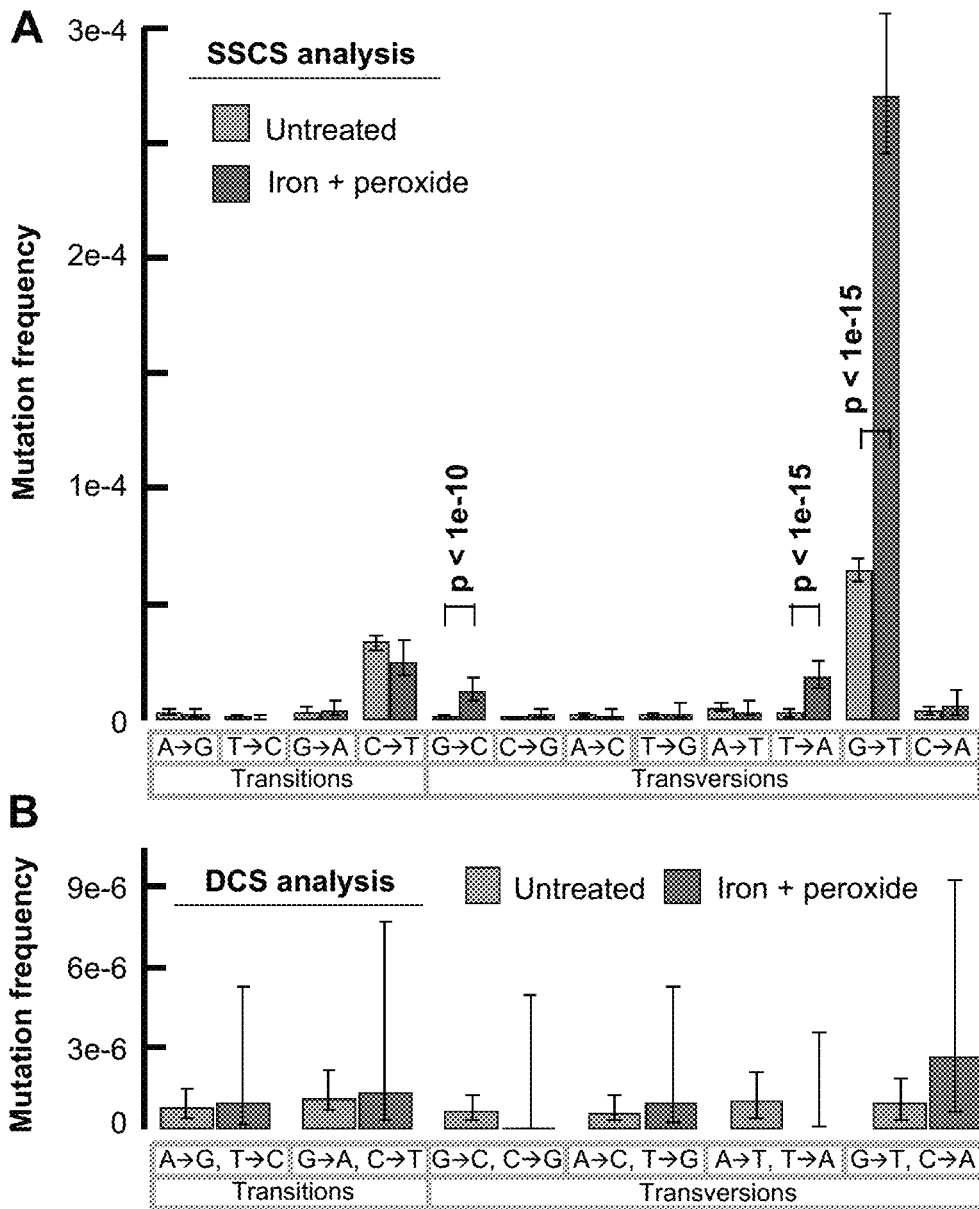 A
SSCS analysis
Untreated
Iron + peroxide
Mutation frequency
3e-4
2e-4
1e-4
0
p < 1e-10
p < 1e-15
p < 1e-15
A→G T→C G→A C→T G→C C→G A→C T→G A→T T→A G→T C→A
Transitions Transversions
B
DCS analysis
Untreated Iron + peroxide
Mutation frequency
9e-6
6e-6
3e-6
0
A→G, T→C G→A, C→T G→C, C→G A→C, T→G A→T, T→A G→T, C→A
Transitions Transversions